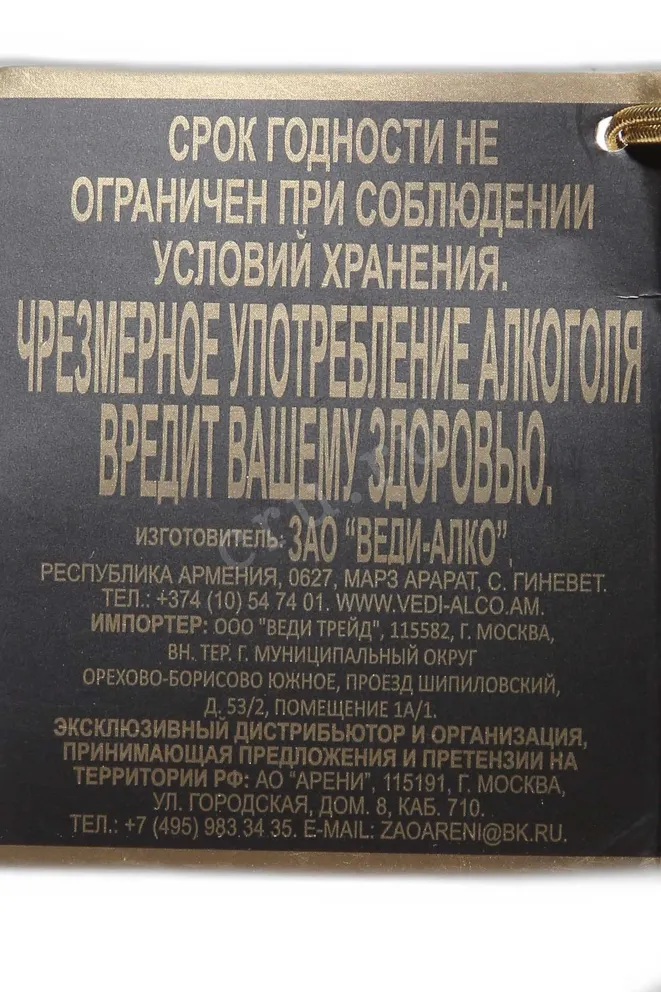 СРОК ГОДНОСТИ НЕ
ОГРАНИЧЕН ПРИ СОБЛЮДЕНИИ
УСЛОВИЙ ХРАНЕНИЯ.
ЧРЕЗМЕРНОЕ УПОТРЕБЛЕНИЕ АЛКОГОЛЯ
ВРЕДИТ ВАШЕМУ ЗДОРОВЬЮ.
ИЗГОТОВИТЕЛЬ: ЗАО "ВЕДИ-АЛКО",
РЕСПУБЛИКА АРМЕНИЯ, 0627, МАРЗ АРАРАТ, С. ГИНЕВЕТ.
ТЕЛ.: +374 (10) 54 74 01. WWW.VEDI-ALCO.AM.
ИМПОРТЕР: ООО "ВЕДИ ТРЕЙД", 115582, Г. МОСКВА,
ВН. ТЕР. Г. МУНИЦИПАЛЬНЫЙ ОКРУГ
ОРЕХОВО-БОРИСОВО ЮЖНОЕ, ПРОЕЗД ШИПИЛОВСКИЙ,
Д. 53/2, ПОМЕЩЕНИЕ 1А/1.
ЭКСКЛЮЗИВНЫЙ ДИСТРИБЬЮТОР И ОРГАНИЗАЦИЯ,
ПРИНИМАЮЩАЯ ПРЕДЛОЖЕНИЯ И ПРЕТЕНЗИИ НА
ТЕРРИТОРИИ РФ: АО "АРЕНИ", 115191, Г. МОСКВА,
УЛ. ГОРОДСКАЯ, ДОМ. 8, КАБ. 710.
ТЕЛ.: +7 (495) 983 34 35. E-MAIL: ZAOARENI@BK.RU.
cru.ru